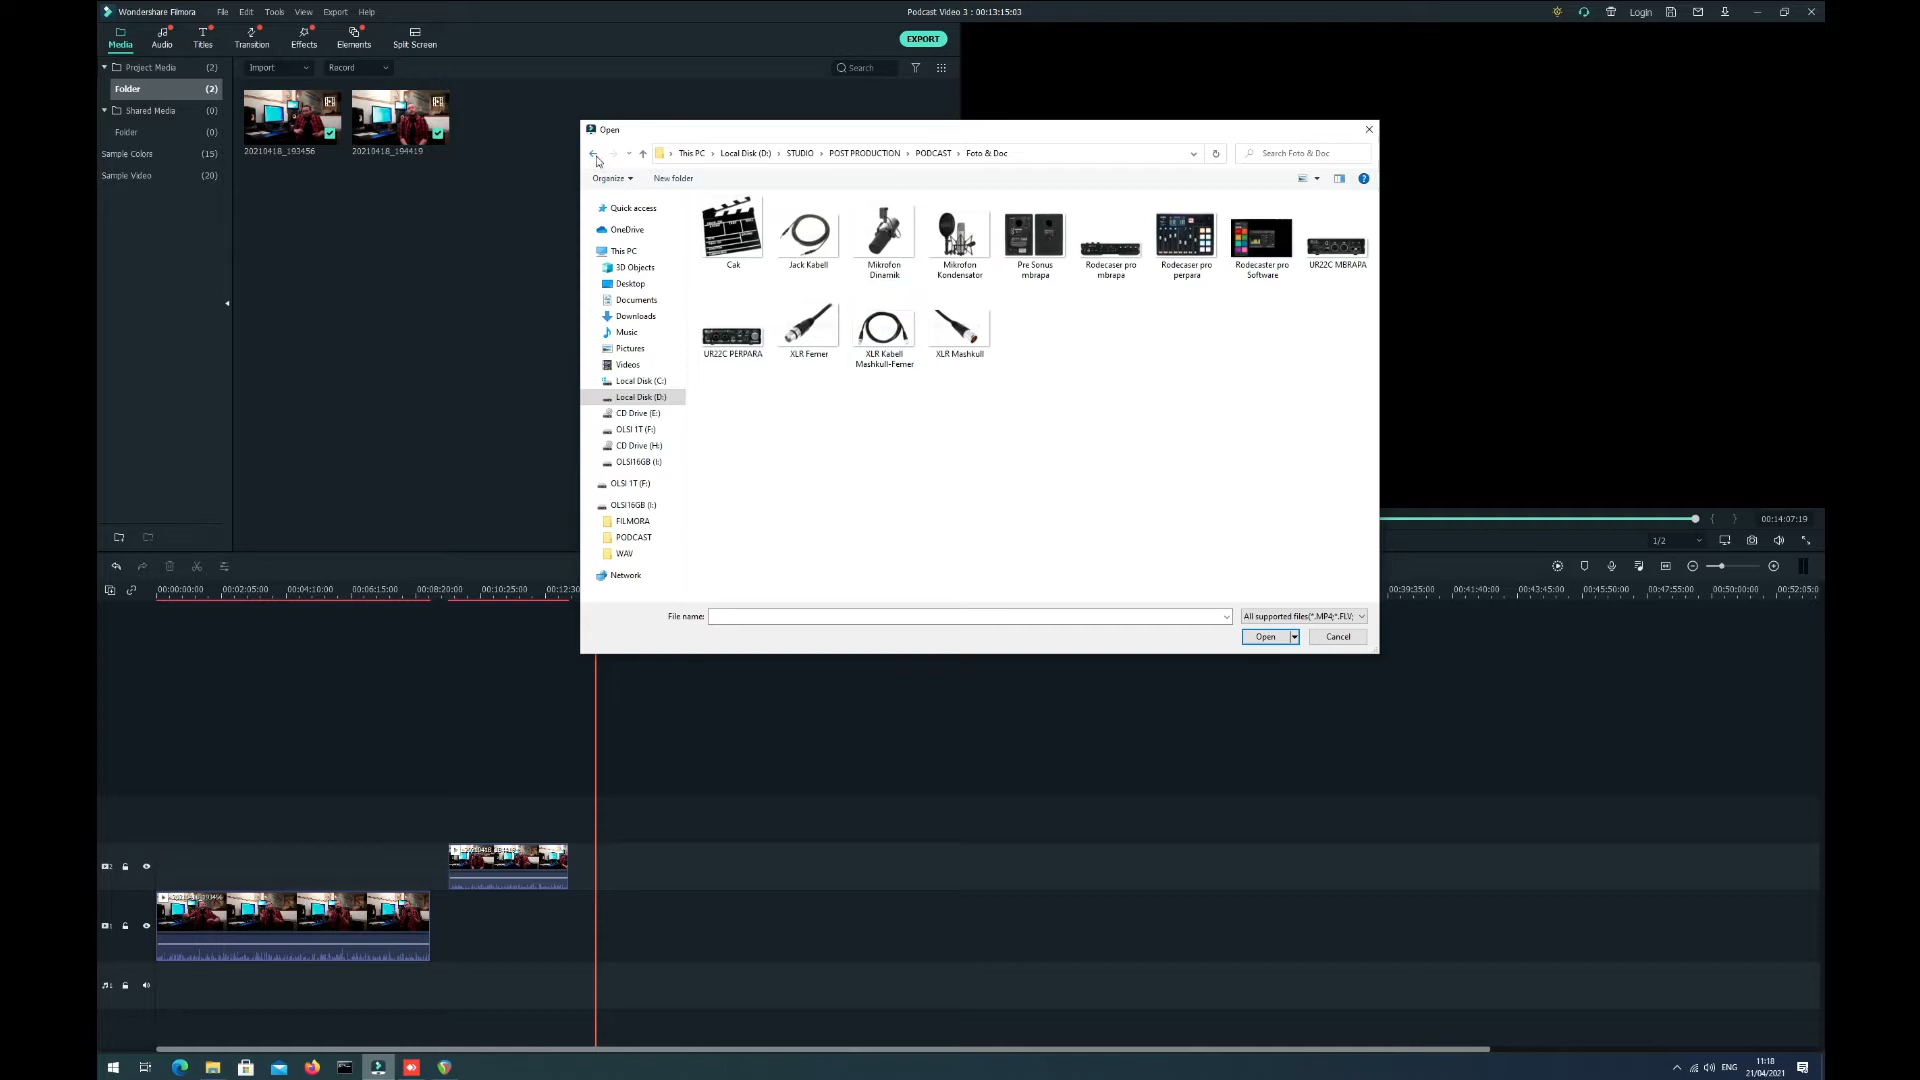 Wondershare Filmora File Edit Tools View Export Help Podcast Video 3 : 00:13:15:03 Login
Media Audio Titles Transition Effects Elements Split Screen EXPORT
Project Media (2) Import Record Search
Folder (2)
Shared Media (0)
Folder (0)
Sample Colors (15)
Sample Video (20)
20210418_193456 20210418_194419
Open
This PC Local Disk (D:) STUDIO POST PRODUCTION PODCAST Foto & Doc Search Foto & Doc
Organize New folder
Quick access
OneDrive
This PC
3D Objects
Desktop
Documents
Downloads
Music
Pictures
Videos
Local Disk (C:)
Local Disk (D:)
CD Drive (E:)
OLSI 1T (F:)
CD Drive (H:)
OLSI16GB (I:)
OLSI 1T (F:)
OLSI16GB (I:)
FILMORA
PODCAST
WAV
Network
Cak
Jack Kabell
Mikrofon Dinamik
Mikrofon Kondensator
Pre Sonus mbrapa
Rodecaser pro mbrapa
Rodecaser pro perpara
Rodecaster pro Software
UR22C MBRAPA
UR22C PERPARA
XLR Femer
XLR Kabell Mashkull-Femer
XLR Mashkull
File name: All supported files(*.MP4;*.FLV;
Open Cancel
00:14:07:19
1/2
00:00:00:00 00:02:05:00 00:04:10:00 00:06:15:00 00:08:20:00 00:10:25:00 00:12:30 00:39:35:00 00:41:40:00 00:43:45:00 00:45:50:00 00:47:55:00 00:50:00:00 00:52:05:0
2
20210418_193456
1
1
ENG
11:18
21/04/2021